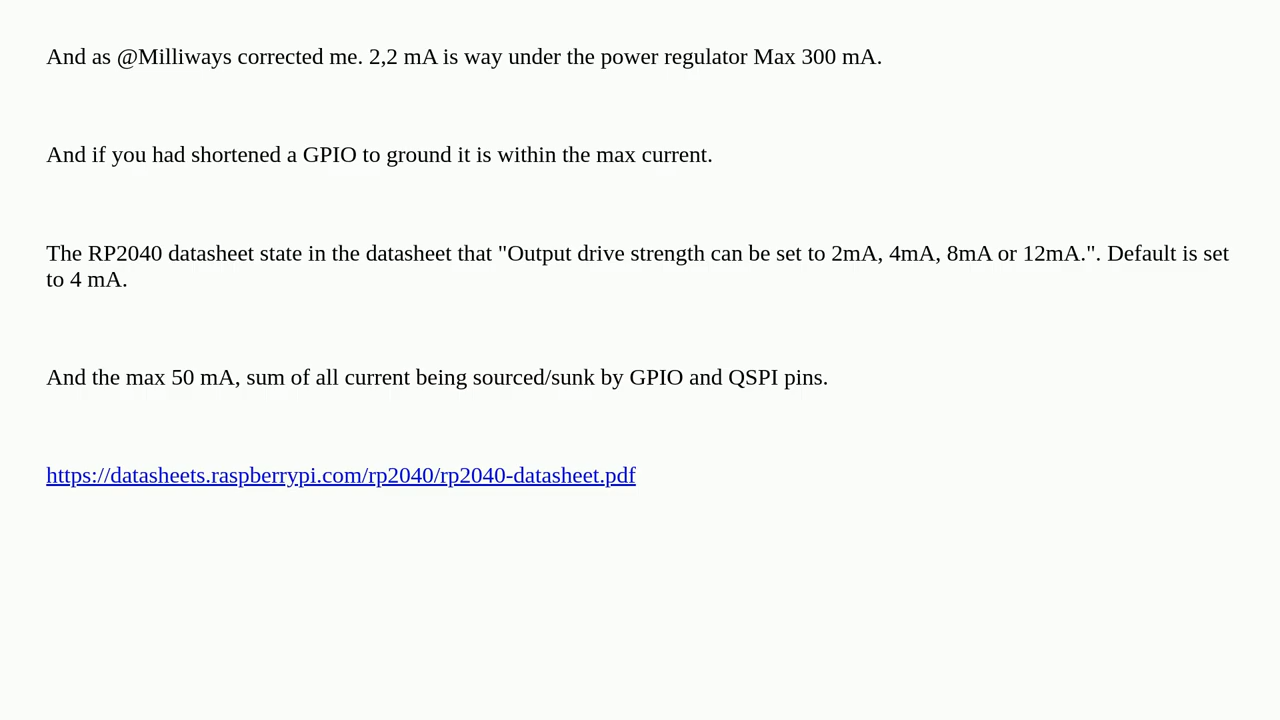 And as @Milliways corrected me. 2,2 mA is way under the power regulator Max 300 mA.
And if you had shortened a GPIO to ground it is within the max current.
The RP2040 datasheet state in the datasheet that "Output drive strength can be set to 2mA, 4mA, 8mA or 12mA.". Default is set
to 4 mA.
And the max 50 mA, sum of all current being sourced/sunk by GPIO and QSPI pins.
https://datasheets.raspberrypi.com/rp2040/rp2040-datasheet.pdf